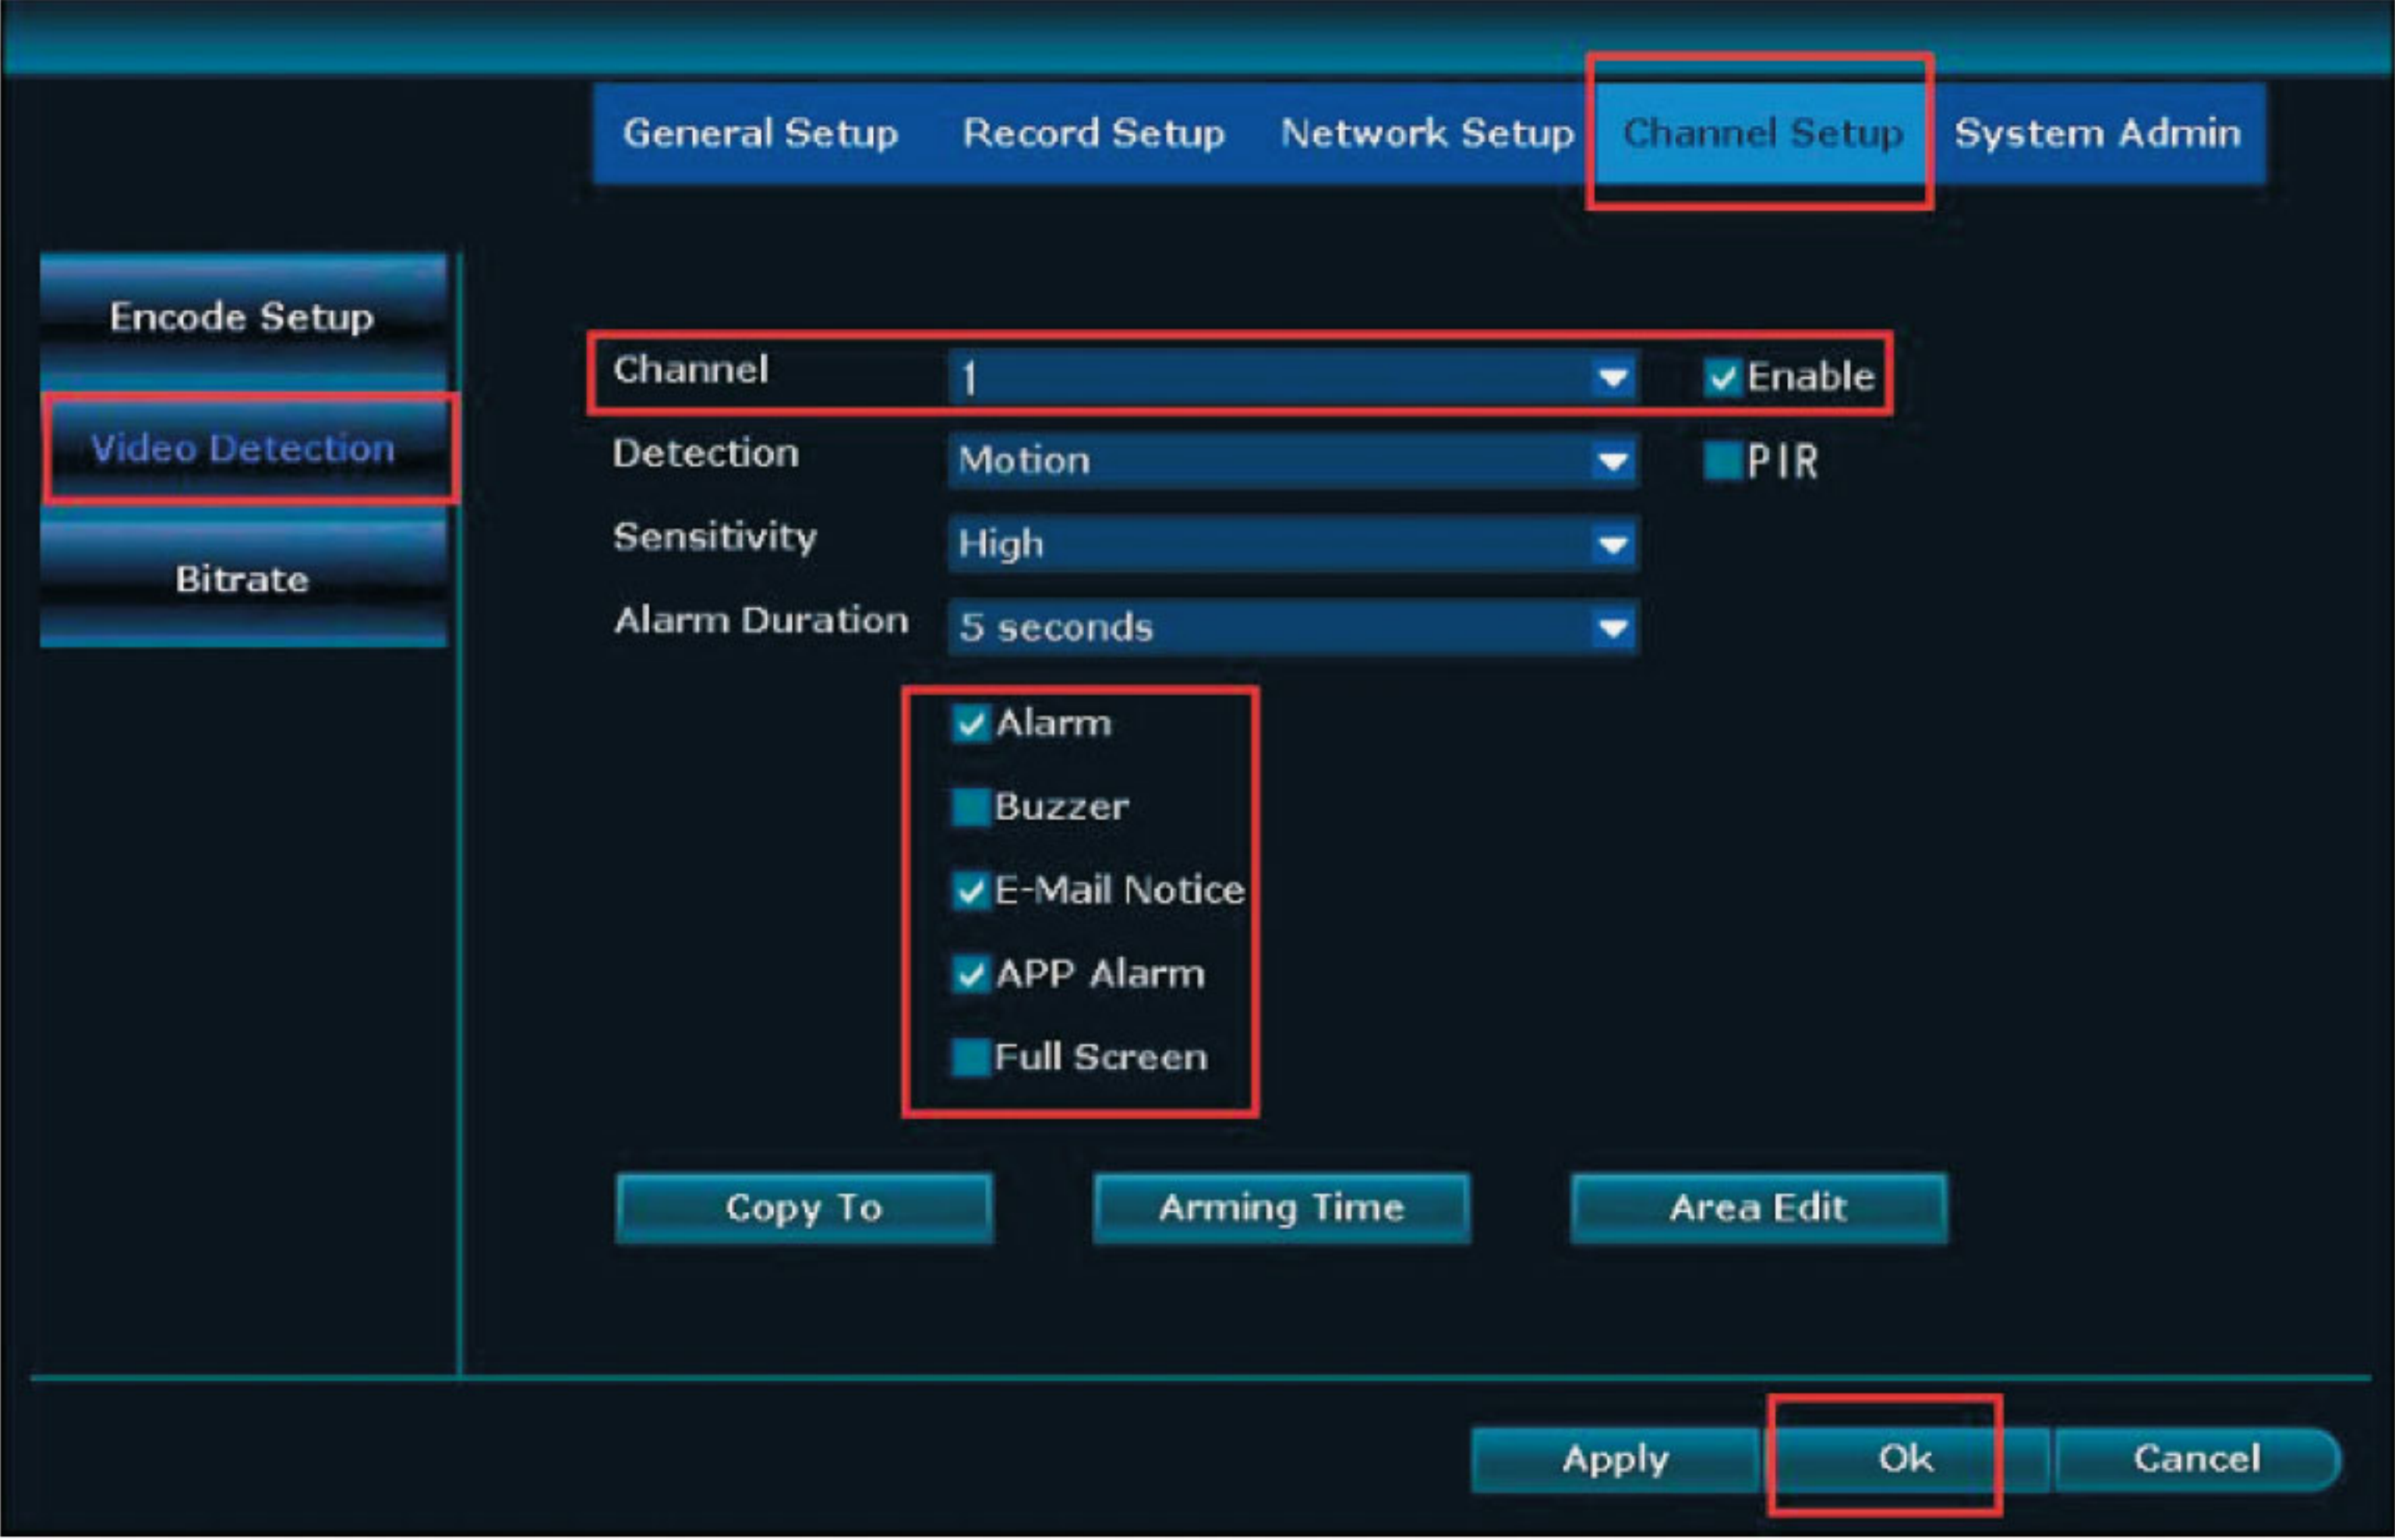 General Setup Record Setup Network Setup Channel Setup System Admin
Encode Setup
Video Detection
Bitrate
Channel 1 Enable
Detection Motion PIR
Sensitivity High
Alarm Duration 5 seconds
Alarm
Buzzer
E-Mail Notice
APP Alarm
Full Screen
Copy To Arming Time Area Edit
Apply Ok Cancel